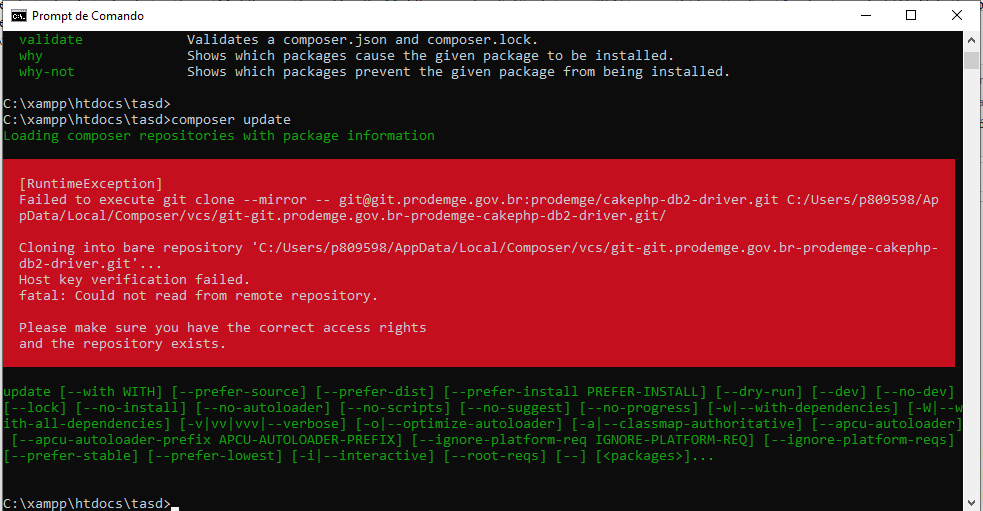 Prompt de Comando
validate Validates a composer.json and composer.lock.
why Shows which packages cause the given package to be installed.
why-not Shows which packages prevent the given package from being installed.
C:\xampp\htdocs\tasd>
C:\xampp\htdocs\tasd>composer update
Loading composer repositories with package information
[RuntimeException]
Failed to execute git clone --mirror -- git@git.prodemge.gov.br:prodemge/cakephp-db2-driver.git C:/Users/p809598/Ap
pData/Local/Composer/vcs/git-git.prodemge.gov.br-prodemge-cakephp-db2-driver.git/
Cloning into bare repository 'C:/Users/p809598/AppData/Local/Composer/vcs/git-git.prodemge.gov.br-prodemge-cakephp-
db2-driver.git'...
Host key verification failed.
fatal: Could not read from remote repository.
Please make sure you have the correct access rights
and the repository exists.
update [--with WITH] [--prefer-source] [--prefer-dist] [--prefer-install PREFER-INSTALL] [--dry-run] [--dev] [--no-dev]
[--lock] [--no-install] [--no-autoloader] [--no-scripts] [--no-suggest] [--no-progress] [-w|--with-dependencies] [-W|--w
ith-all-dependencies] [-v|vv|vvv|--verbose] [-o|--optimize-autoloader] [-a|--classmap-authoritative] [--apcu-autoloader]
[--apcu-autoloader-prefix APCU-AUTOLOADER-PREFIX] [--ignore-platform-req IGNORE-PLATFORM-REQ] [--ignore-platform-reqs]
[--prefer-stable] [--prefer-lowest] [-i|--interactive] [--root-reqs] [--] [<packages>]...
C:\xampp\htdocs\tasd>